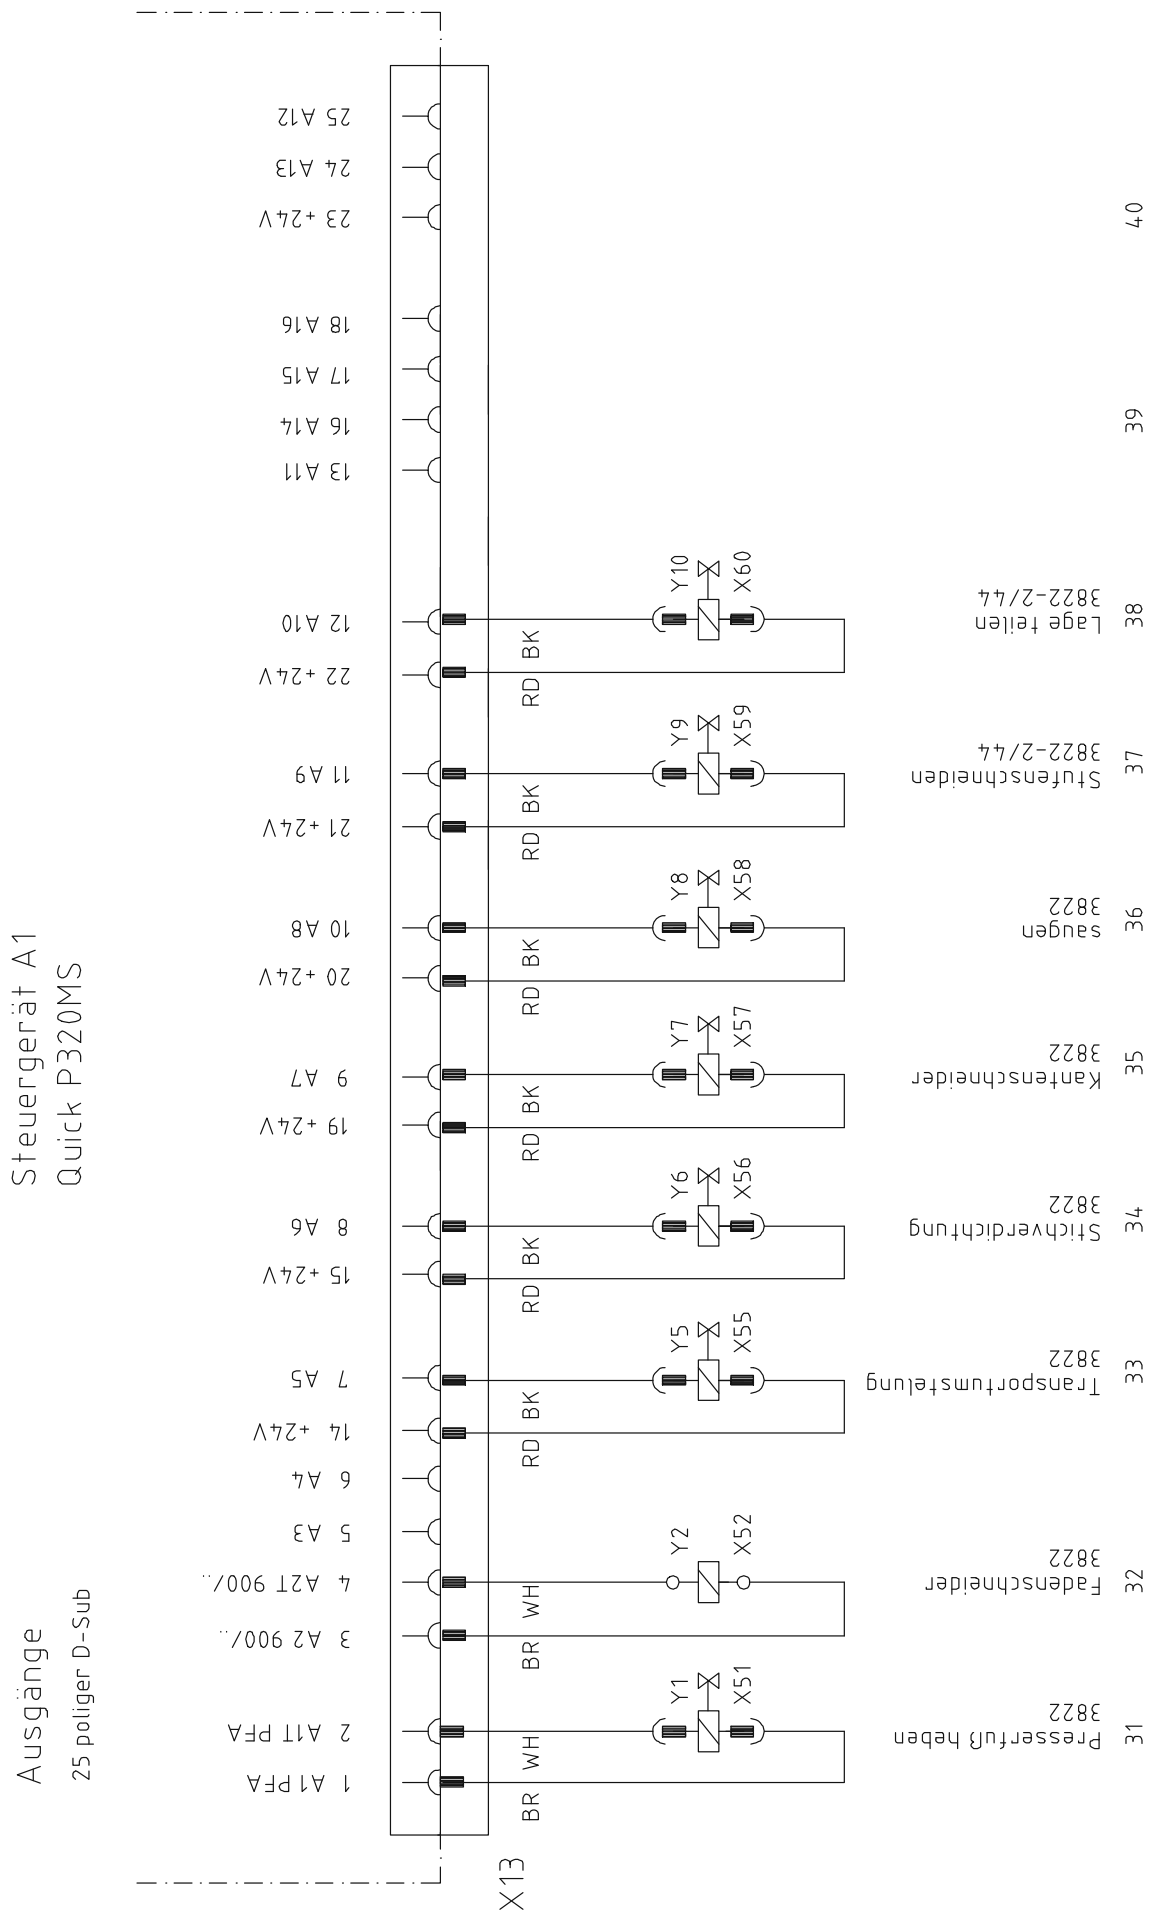 Steuergerät A1
Quick P320MS
Ausgänge
25 poliger D-Sub
X13
1 A1PFA
2 A1T PFA
3 A2 900/..
4 A2T 900/..
5 A3
6 A4
14 +24V
7 A5
15 +24V
8 A6
19 +24V
9 A7
20 +24V
10 A8
21 +24V
11 A9
22 +24V
12 A10
13 A11
16 A14
17 A15
18 A16
23 +24V
24 A13
25 A12
BR
WH
BR
WH
RD
BK
RD
BK
RD
BK
RD
BK
RD
BK
RD
BK
Y1
X51
Y2
X52
Y5
X55
Y6
X56
Y7
X57
Y8
X58
Y9
X59
Y10
X60
Presserfuß heben
3822
Fadenschneider
3822
Transportumstelung
3822
Stichverdichtung
3822
Kantenschneider
3822
saugen
3822
Stufenschneiden
3822-2/44
Lage teilen
3822-2/44
31
32
33
34
35
36
37
38
39
40